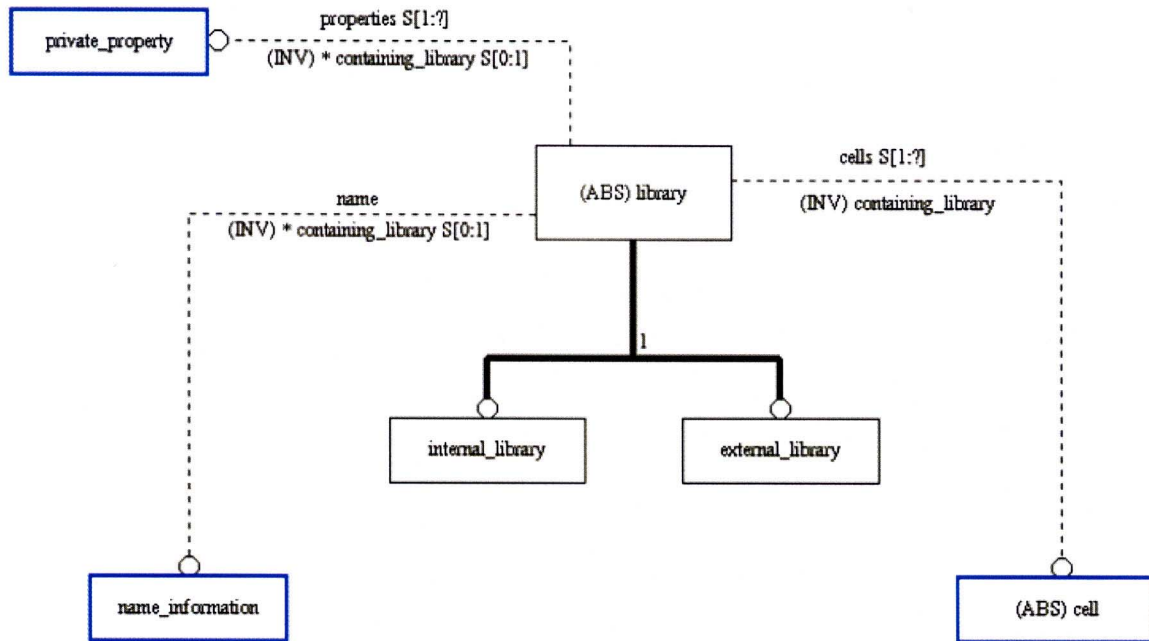 properties S[1:?]
private_property
(INV) * containing_library S[0:1]
cells S[1:?]
(ABS) library
name
(INV) containing_library
(INV) * containing_library S[0:1]
1
internal_library
external_library
name_information
(ABS) cell